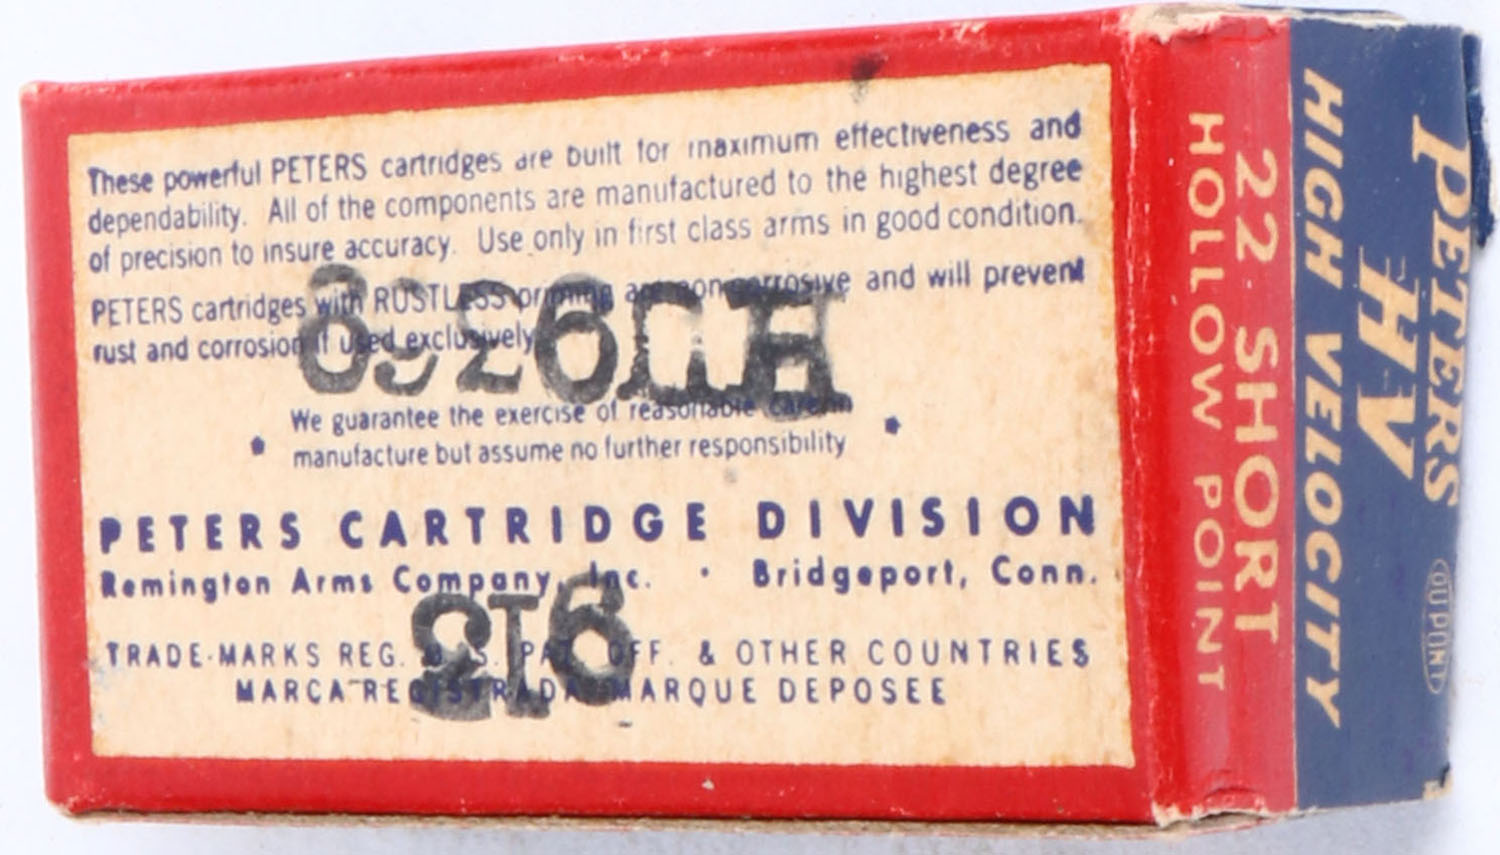 These powerful PETERS cartridges are built for maximum effectiveness and
dependability. All of the components are manufactured to the highest degree
of precision to insure accuracy. Use only in first class arms in good condition.
PETERS cartridges with RUSTLESS priming are non-corrosive and will prevent
rust and corrosion if used exclusively
We guarantee the exercise of reasonable care in
manufacture but assume no further responsibility
PETERS CARTRIDGE DIVISION
Remington Arms Company, Inc. • Bridgeport, Conn.
TRADE-MARKS REG. U.S. PAT. OFF. & OTHER COUNTRIES
MARCA REGISTRADA MARQUE DEPOSEE
22 SHORT
HOLLOW POINT
PETERS
HV
HIGH VELOCITY
DU PONT